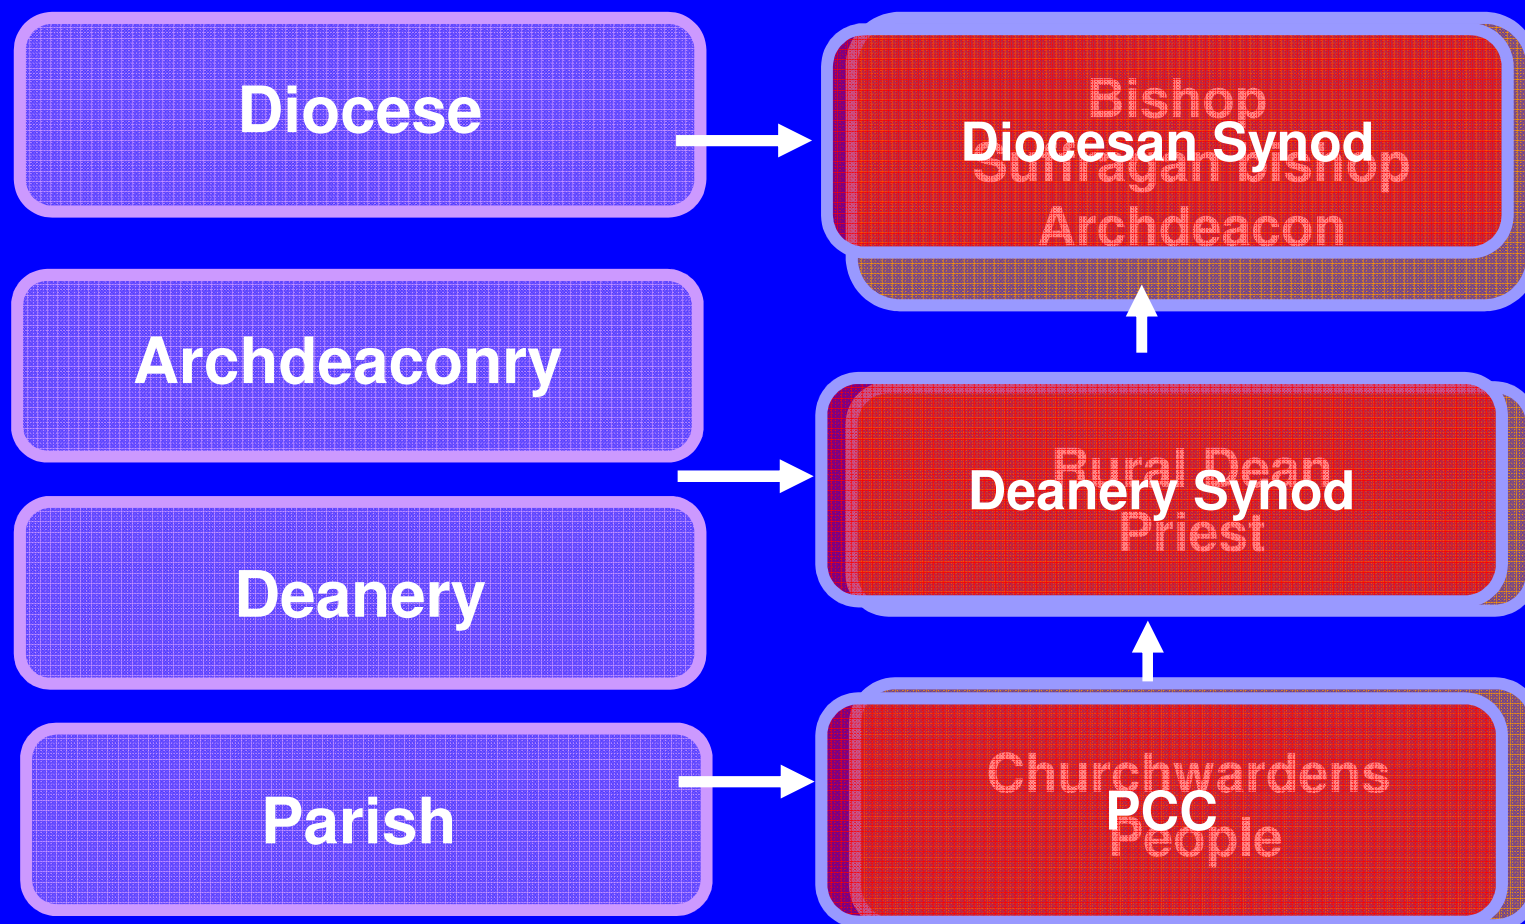 Diocese
Archdeaconry
Deanery
Parish
Bishop
Diocesan Synod
Suffragan bishop
Archdeacon
Rural Dean
Deanery Synod
Priest
Churchwardens
PCC
People